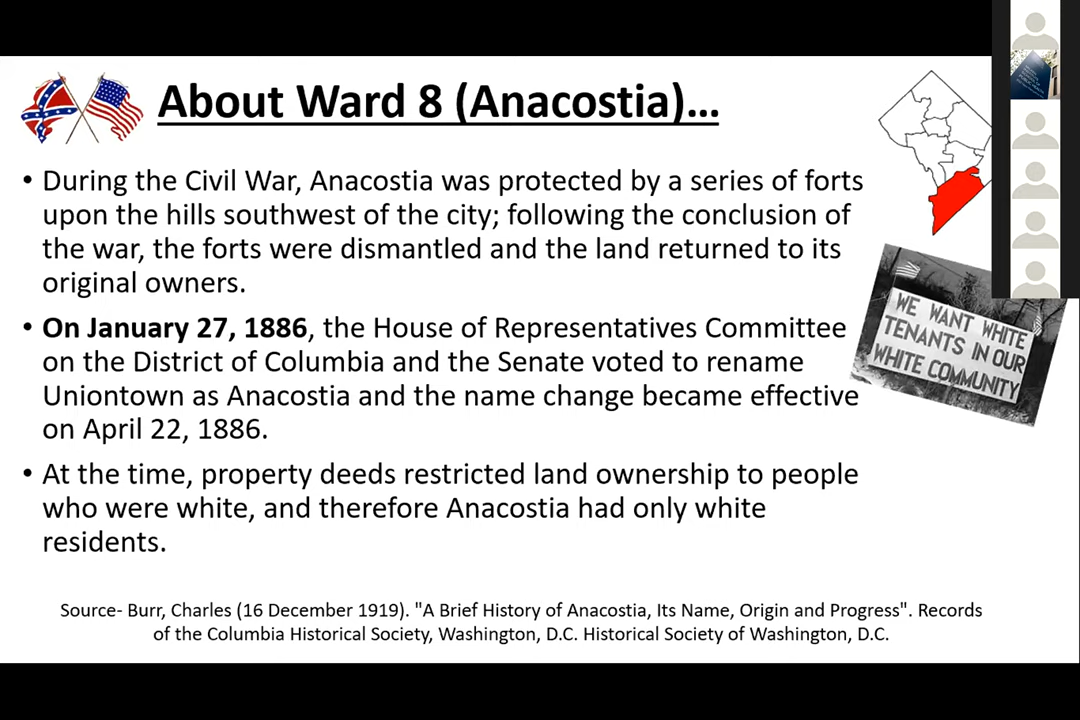 About Ward 8 (Anacostia)...
• During the Civil War, Anacostia was protected by a series of forts
upon the hills southwest of the city; following the conclusion of
the war, the forts were dismantled and the land returned to its
original owners.
• On January 27, 1886, the House of Representatives Committee
on the District of Columbia and the Senate voted to rename
Uniontown as Anacostia and the name change became effective
on April 22, 1886.
• At the time, property deeds restricted land ownership to people
who were white, and therefore Anacostia had only white
residents.
WE WANT WHITE
TENANTS IN OUR
WHITE COMMUNITY
Source- Burr, Charles (16 December 1919). "A Brief History of Anacostia, Its Name, Origin and Progress". Records
of the Columbia Historical Society, Washington, D.C. Historical Society of Washington, D.C.